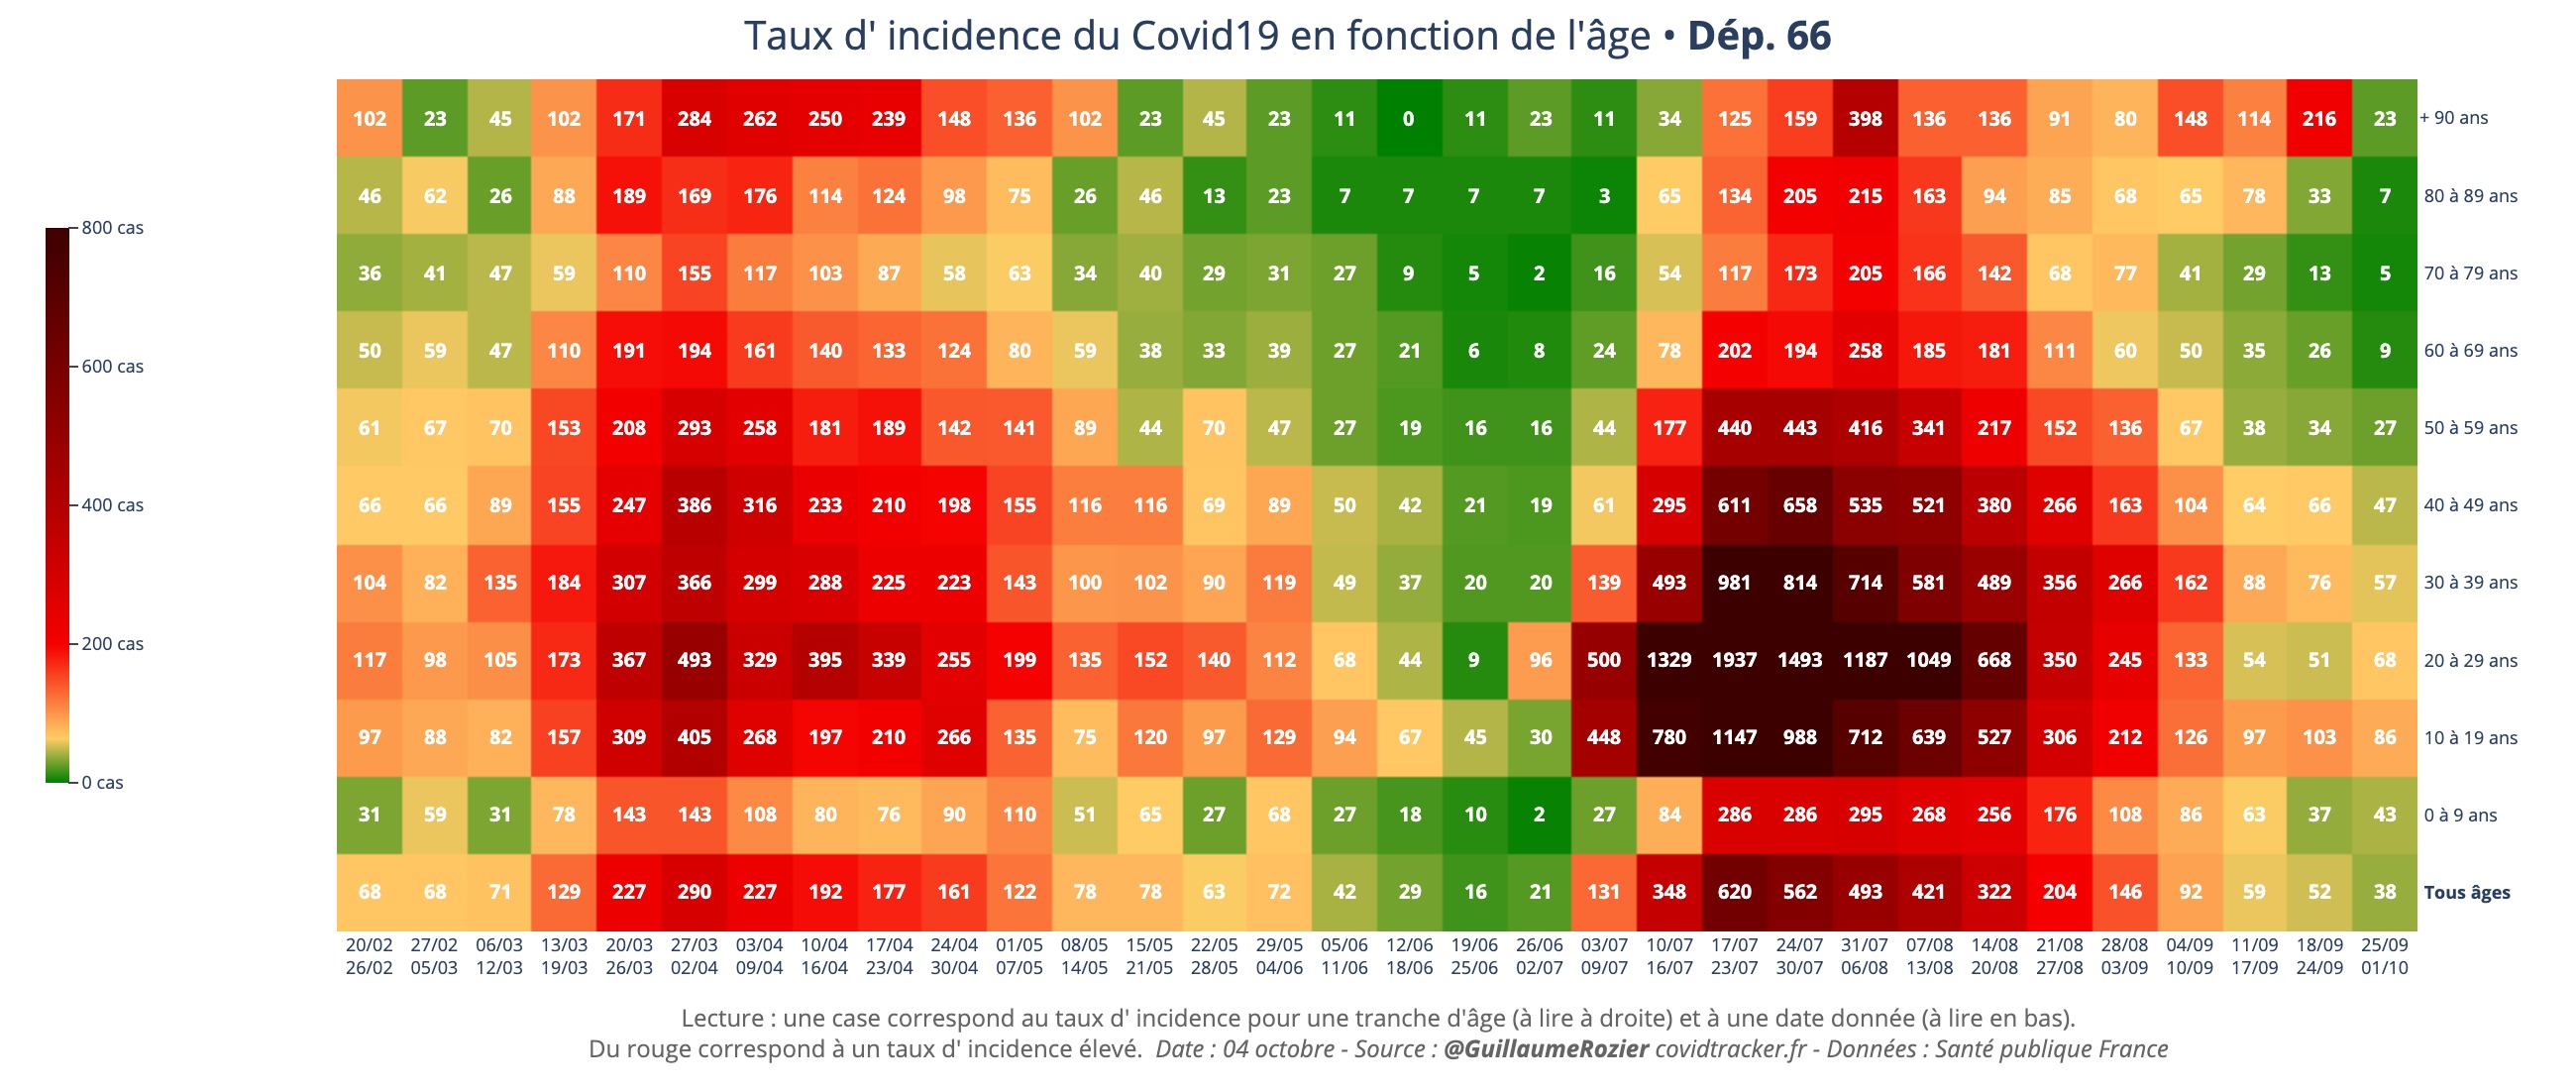 Taux d' incidence du Covid19 en fonction de l'âge • Dép. 66
800 cas
600 cas
400 cas
200 cas
0 cas
102 23 45 102 171 284 262 250 239 148 136 102 23 45 23 11 0 11 23 11 34 125 159 398 136 136 91 80 148 114 216 23 + 90 ans
46 62 26 88 189 169 176 114 124 98 75 26 46 13 23 7 7 7 7 3 65 134 205 215 163 94 85 68 65 78 33 7 80 à 89 ans
36 41 47 59 110 155 117 103 87 58 63 34 40 29 31 27 9 5 2 16 54 117 173 205 166 142 68 77 41 29 13 5 70 à 79 ans
50 59 47 110 191 194 161 140 133 124 80 59 38 33 39 27 21 6 8 24 78 202 194 258 185 181 111 60 50 35 26 9 60 à 69 ans
61 67 70 153 208 293 258 181 189 142 141 89 44 70 47 27 19 16 16 44 177 440 443 416 341 217 152 136 67 38 34 27 50 à 59 ans
66 66 89 155 247 386 316 233 210 198 155 116 116 69 89 50 42 21 19 61 295 611 658 535 521 380 266 163 104 64 66 47 40 à 49 ans
104 82 135 184 307 366 299 288 225 223 143 100 102 90 119 49 37 20 20 139 493 981 814 714 581 489 356 266 162 88 76 57 30 à 39 ans
117 98 105 173 367 493 329 395 339 255 199 135 152 140 112 68 44 9 96 500 1329 1937 1493 1187 1049 668 350 245 133 54 51 68 20 à 29 ans
97 88 82 157 309 405 268 197 210 266 135 75 120 97 129 94 67 45 30 448 780 1147 988 712 639 527 306 212 126 97 103 86 10 à 19 ans
31 59 31 78 143 143 108 80 76 90 110 51 65 27 68 27 18 10 2 27 84 286 286 295 268 256 176 108 86 63 37 43 0 à 9 ans
68 68 71 129 227 290 227 192 177 161 122 78 78 63 72 42 29 16 21 131 348 620 562 493 421 322 204 146 92 59 52 38 Tous âges
20/02 27/02 06/03 13/03 20/03 27/03 03/04 10/04 17/04 24/04 01/05 08/05 15/05 22/05 29/05 05/06 12/06 19/06 26/06 03/07 10/07 17/07 24/07 31/07 07/08 14/08 21/08 28/08 04/09 11/09 18/09 25/09
26/02 05/03 12/03 19/03 26/03 02/04 09/04 16/04 23/04 30/04 07/05 14/05 21/05 28/05 04/06 11/06 18/06 25/06 02/07 09/07 16/07 23/07 30/07 06/08 13/08 20/08 27/08 03/09 10/09 17/09 24/09 01/10
Lecture : une case correspond au taux d' incidence pour une tranche d'âge (à lire à droite) et à une date donnée (à lire en bas).
Du rouge correspond à un taux d' incidence élevé. Date : 04 octobre - Source : @GuillaumeRozier covidtracker.fr - Données : Santé publique France